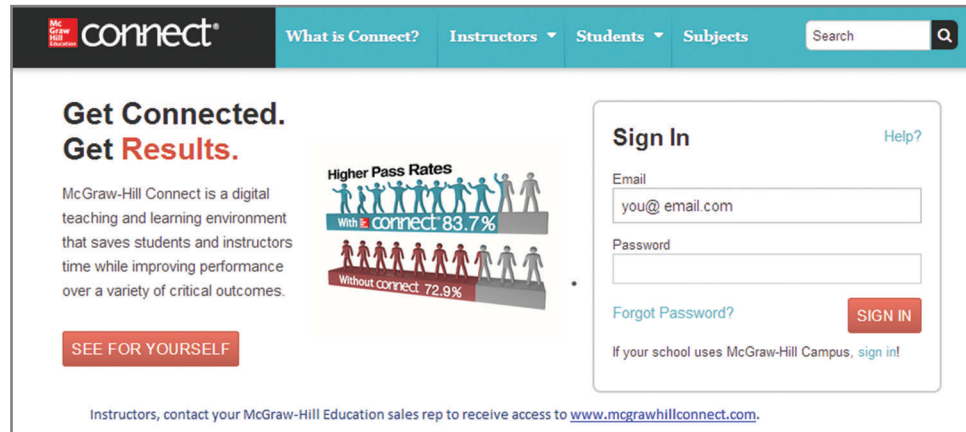 Mc Graw Hill Education connect®
What is Connect? Instructors Students Subjects Search
Get Connected.
Get Results.
McGraw-Hill Connect is a digital
teaching and learning environment
that saves students and instructors
time while improving performance
over a variety of critical outcomes.
SEE FOR YOURSELF
Higher Pass Rates
With connect® 83.7%
Without connect 72.9%
Sign In Help?
Email
you@ email.com
Password
Forgot Password? SIGN IN
If your school uses McGraw-Hill Campus, sign in!
Instructors, contact your McGraw-Hill Education sales rep to receive access to www.mcgrawhillconnect.com.